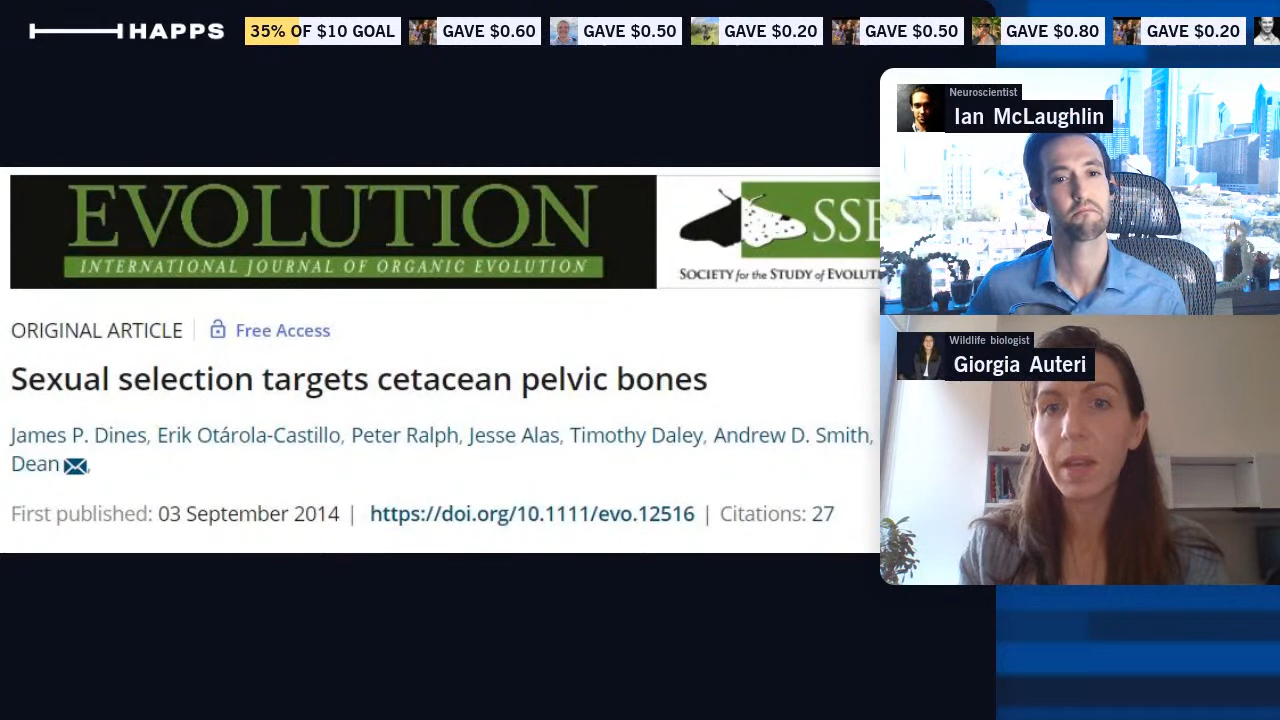 HAPPS
35% OF $10 GOAL
GAVE $0.60
GAVE $0.50
GAVE $0.20
GAVE $0.50
GAVE $0.80
GAVE $0.20
Neuroscientist
Ian McLaughlin
EVOLUTION
INTERNATIONAL JOURNAL OF ORGANIC EVOLUTION
SSE
SOCIETY for the STUDY of EVOLUTI
ORIGINAL ARTICLE
Free Access
Wildlife biologist
Giorgia Auteri
Sexual selection targets cetacean pelvic bones
James P. Dines, Erik Otárola-Castillo, Peter Ralph, Jesse Alas, Timothy Daley, Andrew D. Smith,
Dean
First published: 03 September 2014 | https://doi.org/10.1111/evo.12516 | Citations: 27